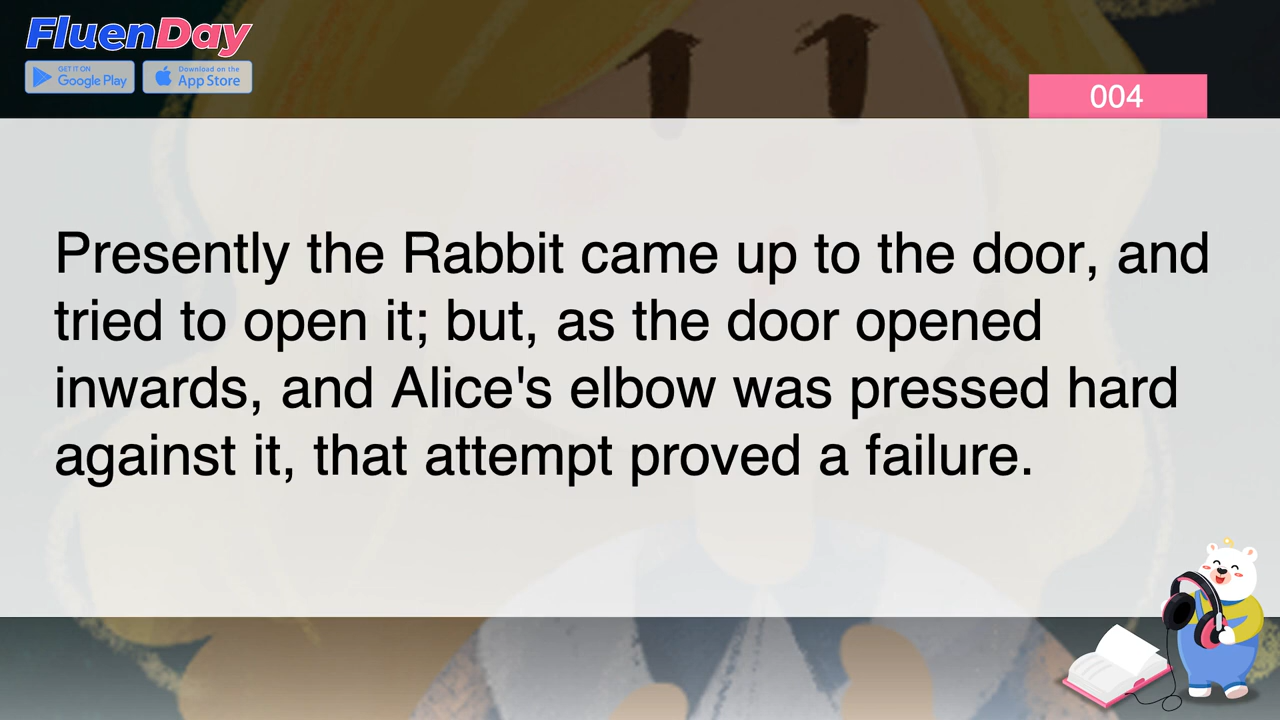 FluenDay
GET IT ON
Google Play
Download on the
App Store
004
Presently the Rabbit came up to the door, and
tried to open it; but, as the door opened
inwards, and Alice's elbow was pressed hard
against it, that attempt proved a failure.